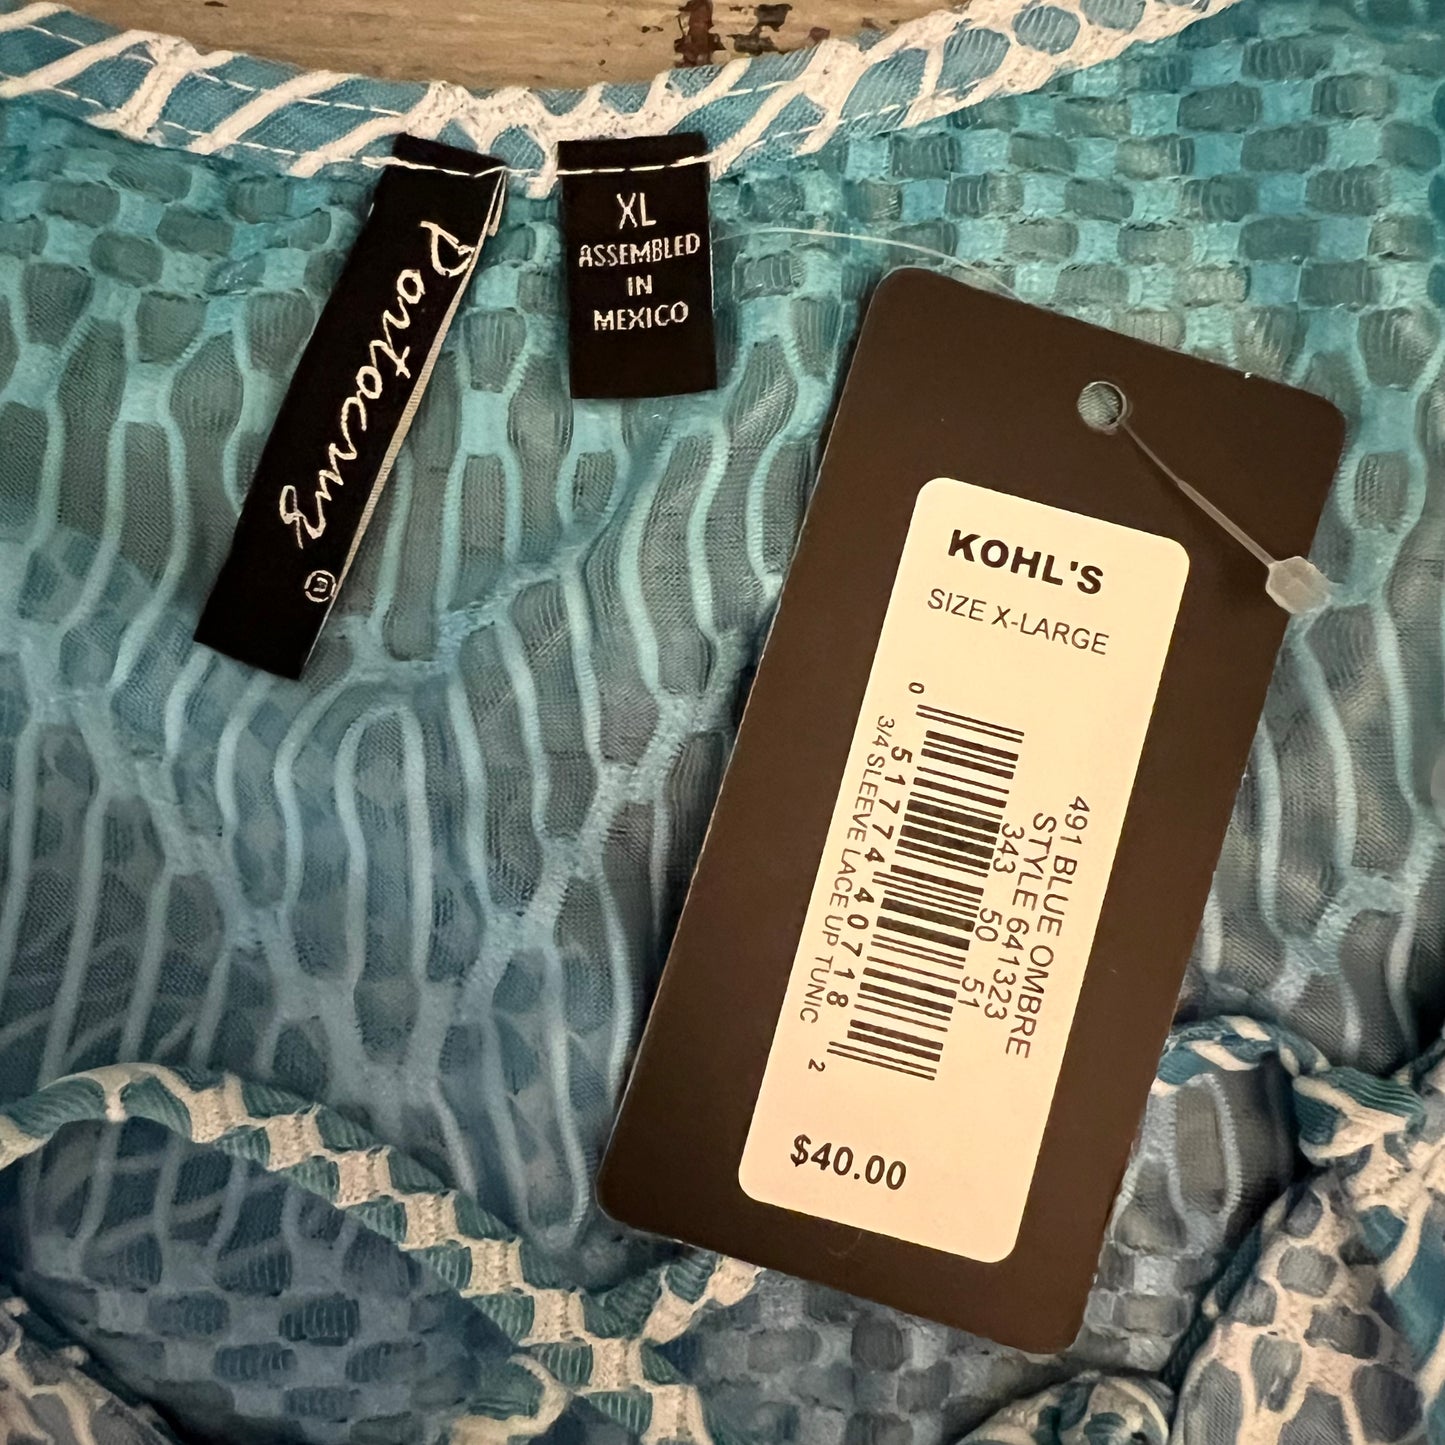 Pontocruz
®
XL
ASSEMBLED
IN
MEXICO
KOHL'S
SIZE X-LARGE
491 BLUE OMBRE
STYLE 641323
343 50 51
0 51774 40718 2
3/4 SLEEVE LACE UP TUNIC
$40.00